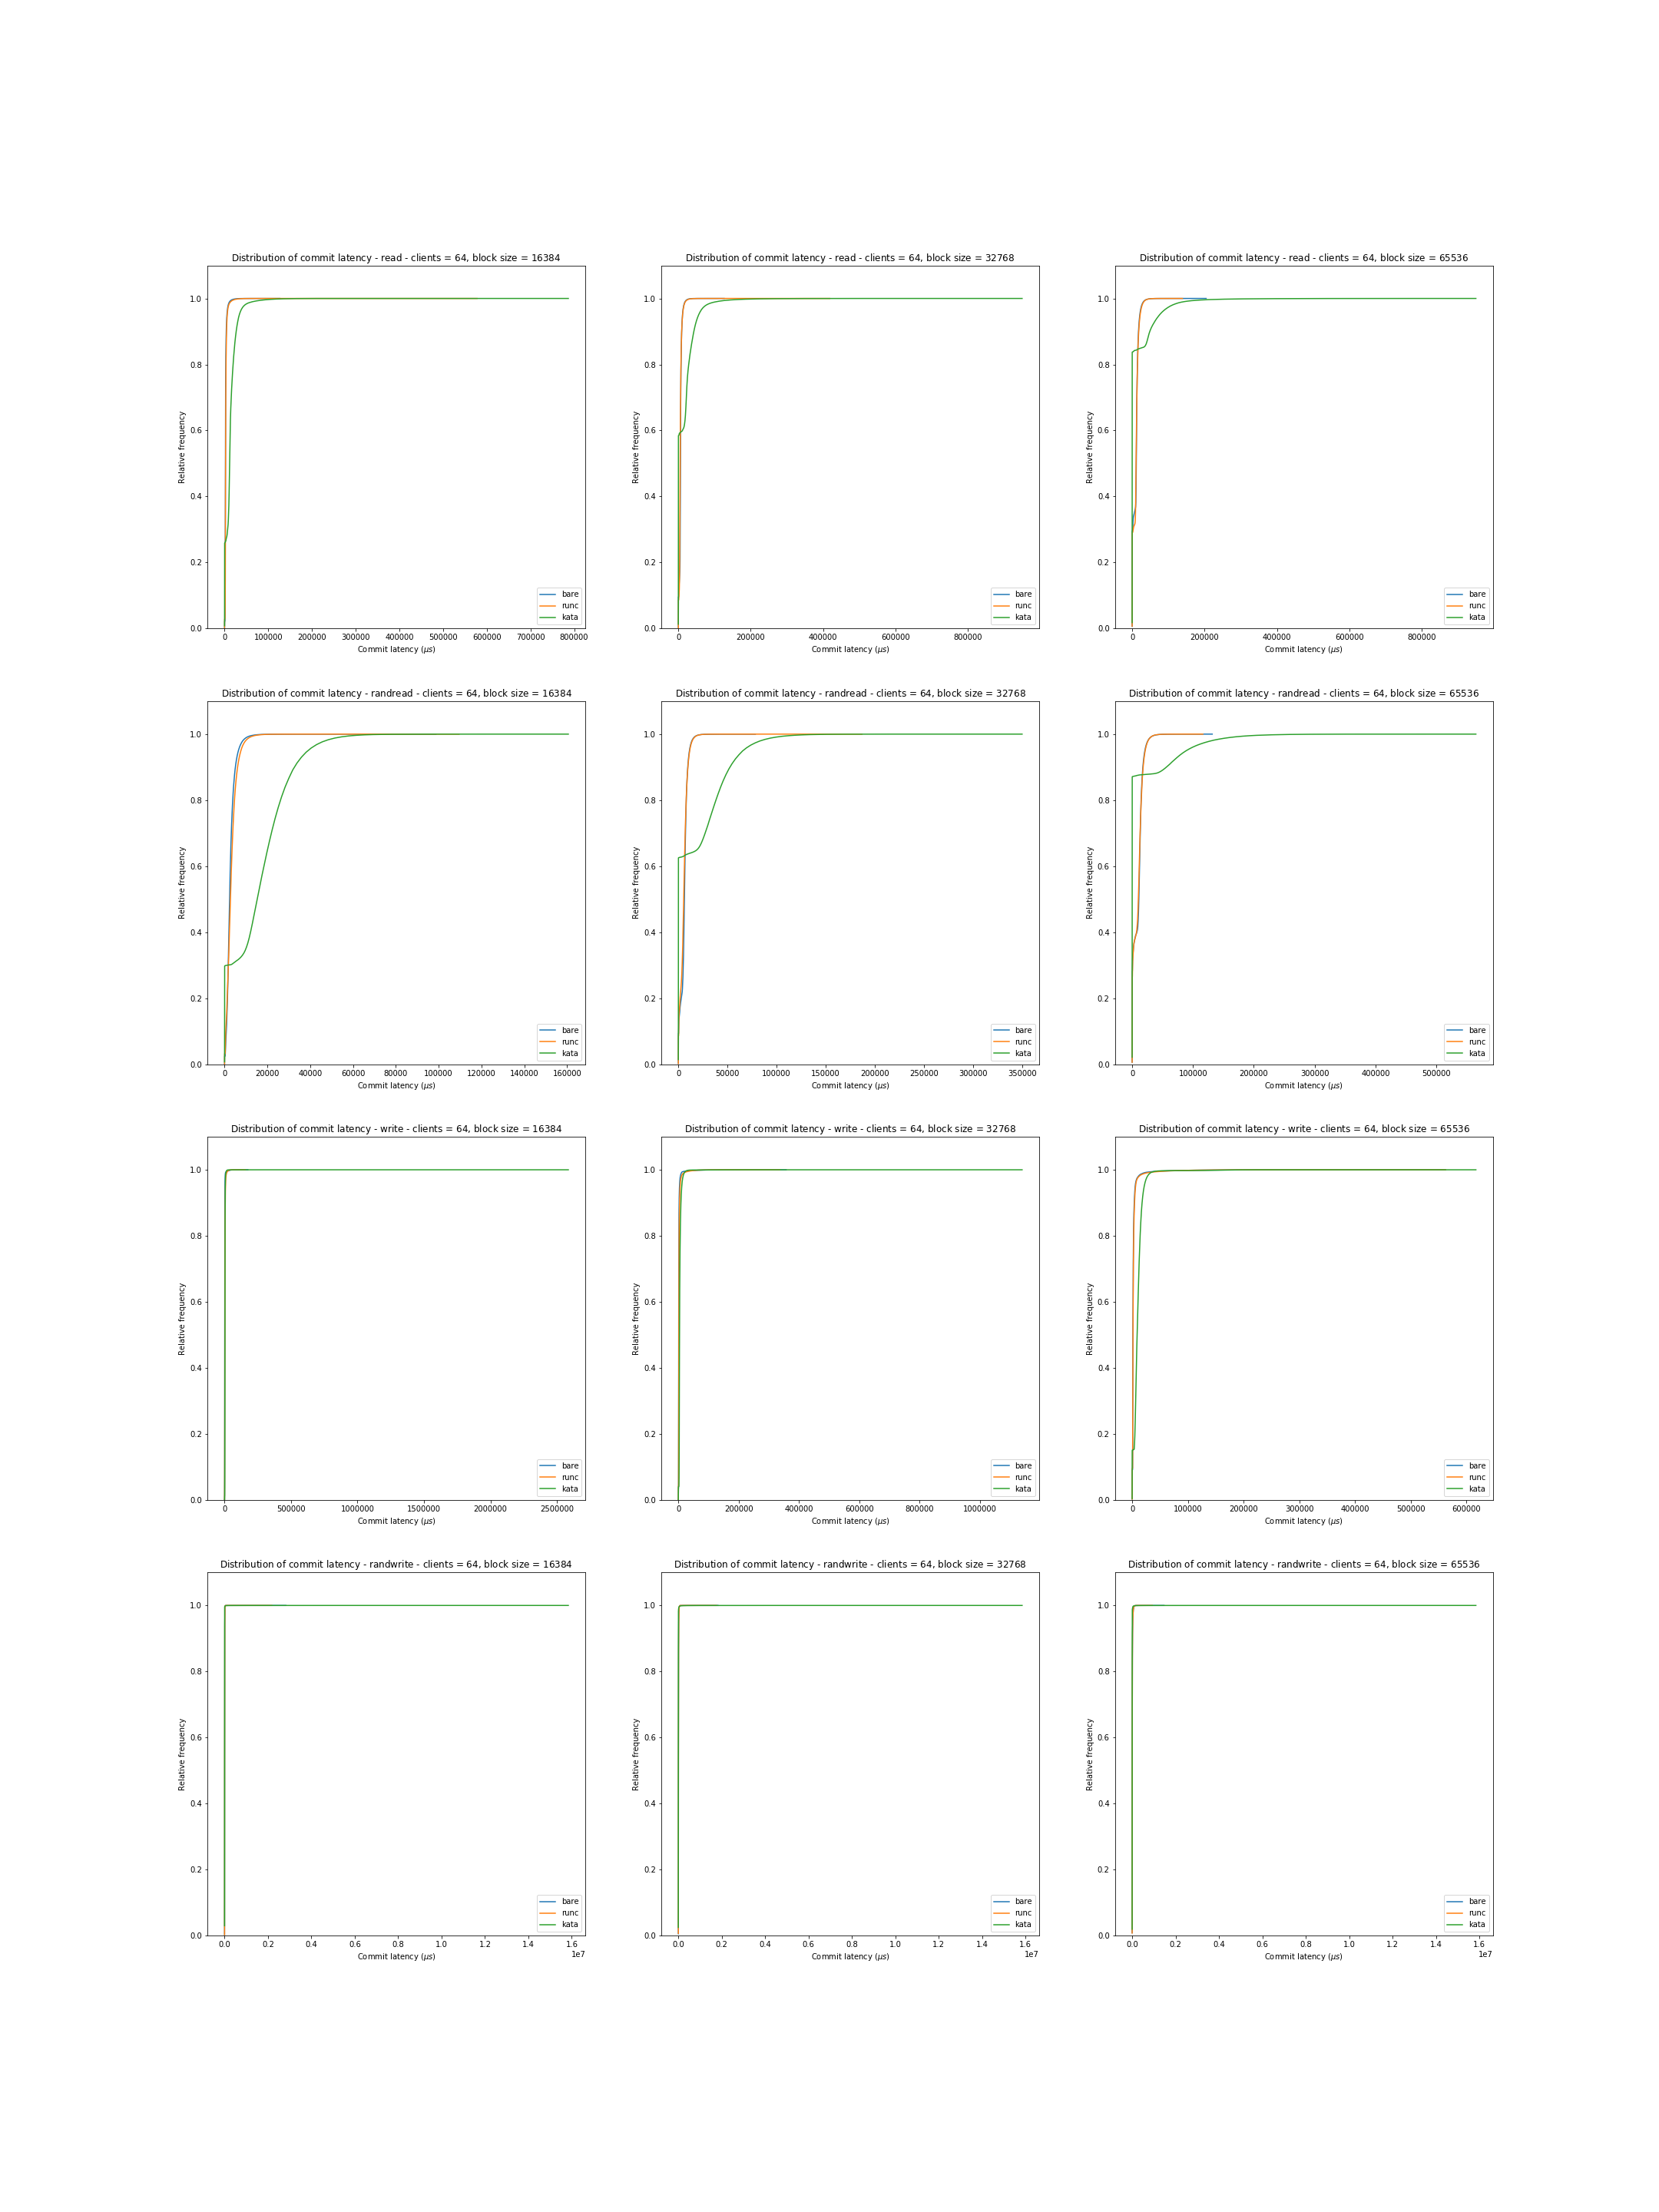 Distribution of commit latency - read - clients = 64, block size = 16384
Relative frequency
1.0
0.8
0.6
0.4
0.2
0.0
0 100000 200000 300000 400000 500000 600000 700000 800000
Commit latency (μs)
bare
runc
kata
Distribution of commit latency - read - clients = 64, block size = 32768
Relative frequency
1.0
0.8
0.6
0.4
0.2
0.0
0 200000 400000 600000 800000
Commit latency (μs)
bare
runc
kata
Distribution of commit latency - read - clients = 64, block size = 65536
Relative frequency
1.0
0.8
0.6
0.4
0.2
0.0
0 200000 400000 600000 800000
Commit latency (μs)
bare
runc
kata
Distribution of commit latency - randread - clients = 64, block size = 16384
Relative frequency
1.0
0.8
0.6
0.4
0.2
0.0
0 20000 40000 60000 80000 100000 120000 140000 160000
Commit latency (μs)
bare
runc
kata
Distribution of commit latency - randread - clients = 64, block size = 32768
Relative frequency
1.0
0.8
0.6
0.4
0.2
0.0
0 50000 100000 150000 200000 250000 300000 350000
Commit latency (μs)
bare
runc
kata
Distribution of commit latency - randread - clients = 64, block size = 65536
Relative frequency
1.0
0.8
0.6
0.4
0.2
0.0
0 100000 200000 300000 400000 500000
Commit latency (μs)
bare
runc
kata
Distribution of commit latency - write - clients = 64, block size = 16384
Relative frequency
1.0
0.8
0.6
0.4
0.2
0.0
0 500000 1000000 1500000 2000000 2500000
Commit latency (μs)
bare
runc
kata
Distribution of commit latency - write - clients = 64, block size = 32768
Relative frequency
1.0
0.8
0.6
0.4
0.2
0.0
0 200000 400000 600000 800000 1000000
Commit latency (μs)
bare
runc
kata
Distribution of commit latency - write - clients = 64, block size = 65536
Relative frequency
1.0
0.8
0.6
0.4
0.2
0.0
0 100000 200000 300000 400000 500000 600000
Commit latency (μs)
bare
runc
kata
Distribution of commit latency - randwrite - clients = 64, block size = 16384
Relative frequency
1.0
0.8
0.6
0.4
0.2
0.0
0.0 0.2 0.4 0.6 0.8 1.0 1.2 1.4 1.6
1e7
Commit latency (μs)
bare
runc
kata
Distribution of commit latency - randwrite - clients = 64, block size = 32768
Relative frequency
1.0
0.8
0.6
0.4
0.2
0.0
0.0 0.2 0.4 0.6 0.8 1.0 1.2 1.4 1.6
1e7
Commit latency (μs)
bare
runc
kata
Distribution of commit latency - randwrite - clients = 64, block size = 65536
Relative frequency
1.0
0.8
0.6
0.4
0.2
0.0
0.0 0.2 0.4 0.6 0.8 1.0 1.2 1.4 1.6
1e7
Commit latency (μs)
bare
runc
kata